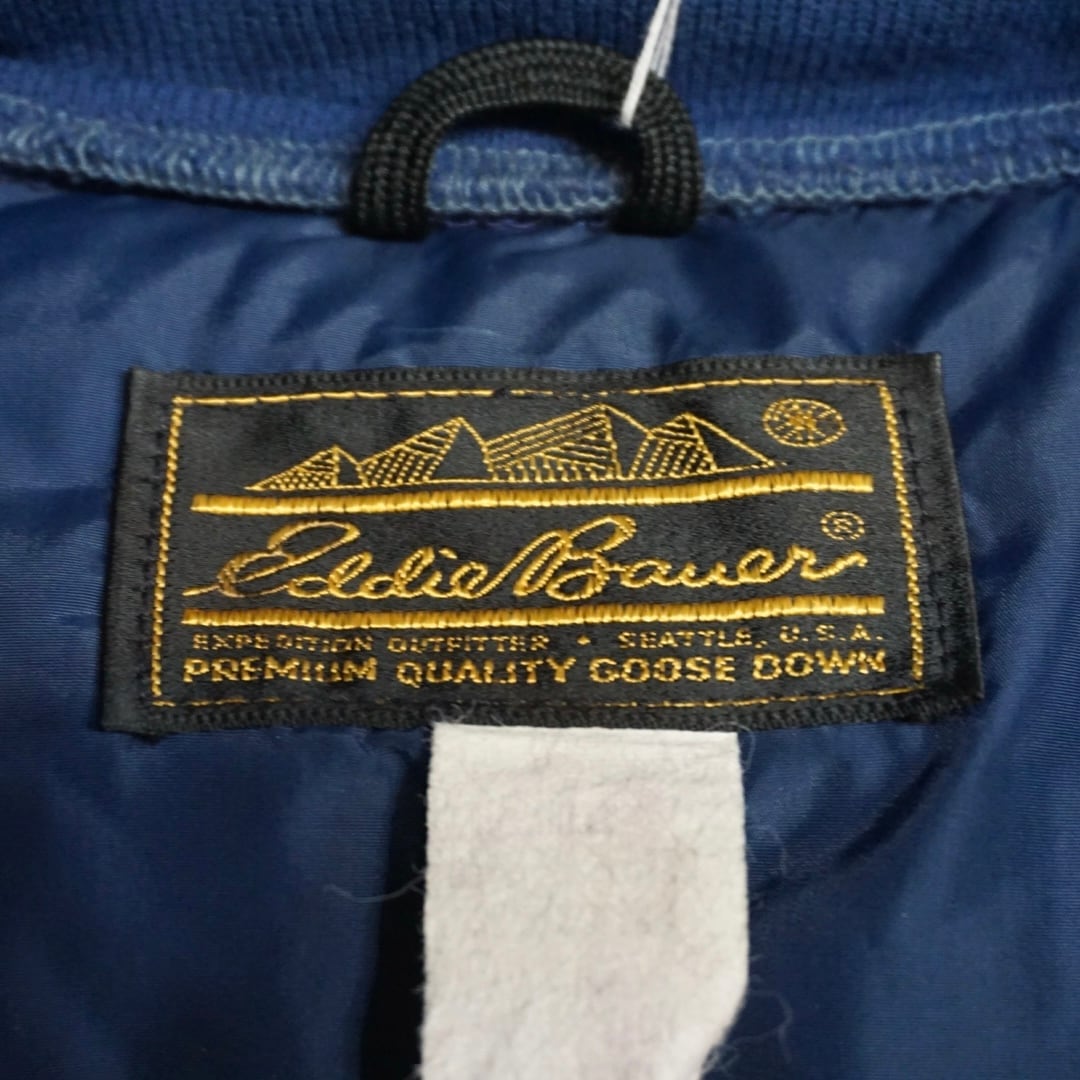 Eddie Bauer ®
EXPEDITION OUTFITTER • SEATTLE, U.S.A.
PREMIUM QUALITY GOOSE DOWN